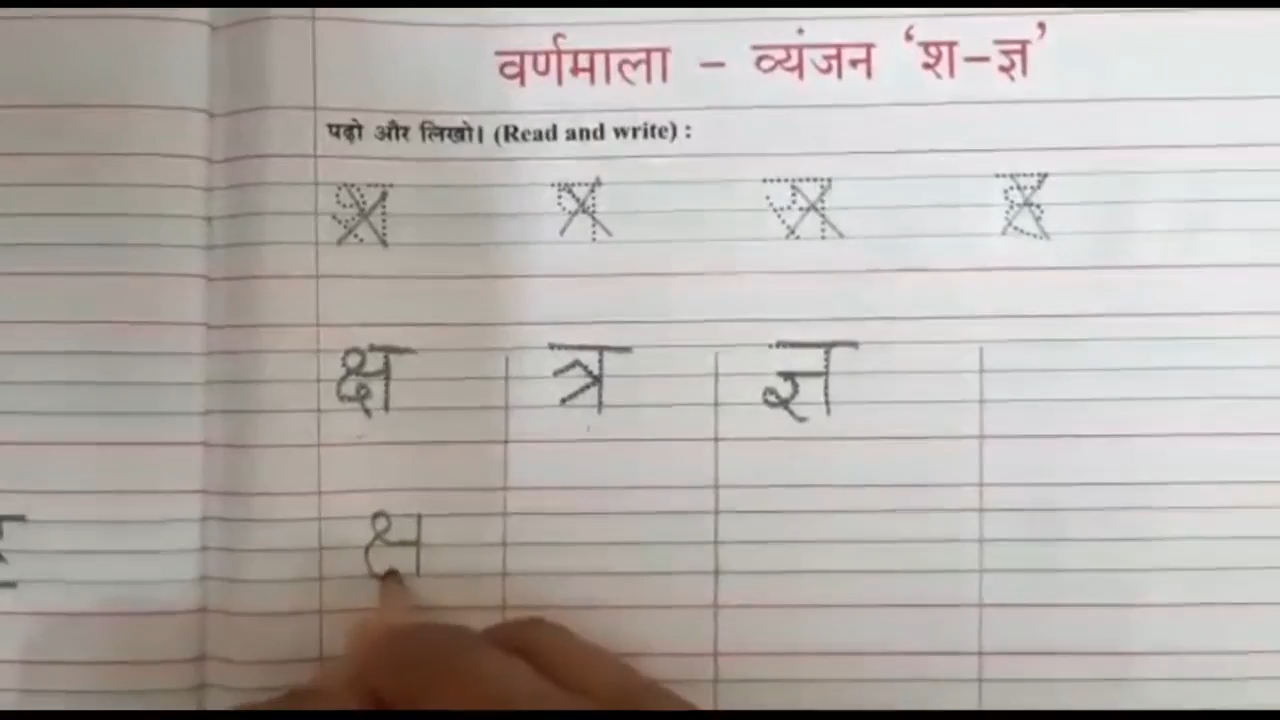 वर्णमाला – व्यंजन ‘श–ज्ञ’
पढ़ो और लिखो। (Read and write) :
श ष स ह
क्ष त्र ज्ञ
क्ष